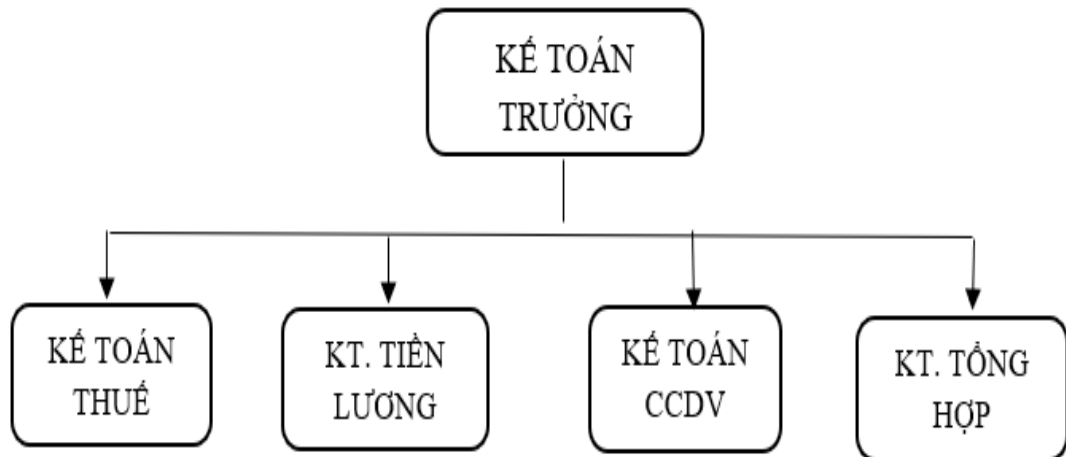 KẾ TOÁN
TRƯỞNG
KẾ TOÁN
THUẾ
KT. TIỀN
LƯƠNG
KẾ TOÁN
CCDV
KT. TỔNG
HỢP